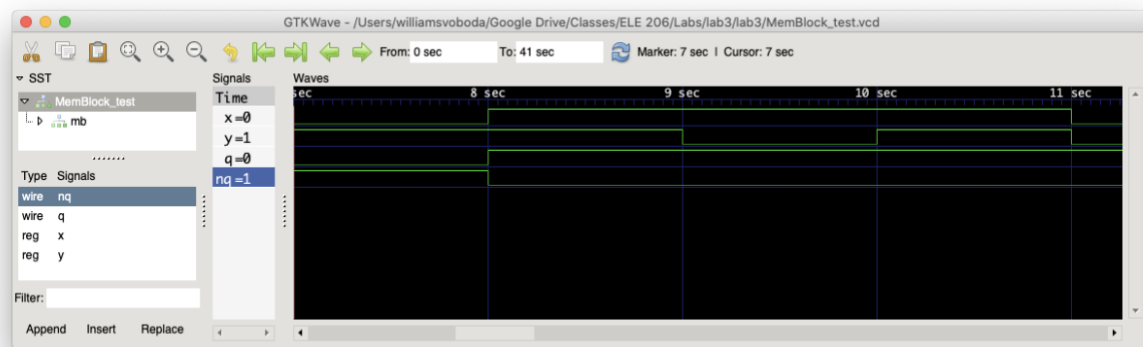 GTKWave - /Users/williamsvoboda/Google Drive/Classes/ELE 206/Labs/lab3/lab3/MemBlock_test.vcd
From: 0 sec To: 41 sec Marker: 7 sec | Cursor: 7 sec
SST
MemBlock_test
mb
Type Signals
wire nq
wire q
reg x
reg y
Filter:
Append Insert Replace
Signals
Time
x=0
y=1
q=0
nq=1
Waves
sec 8 sec 9 sec 10 sec 11 sec